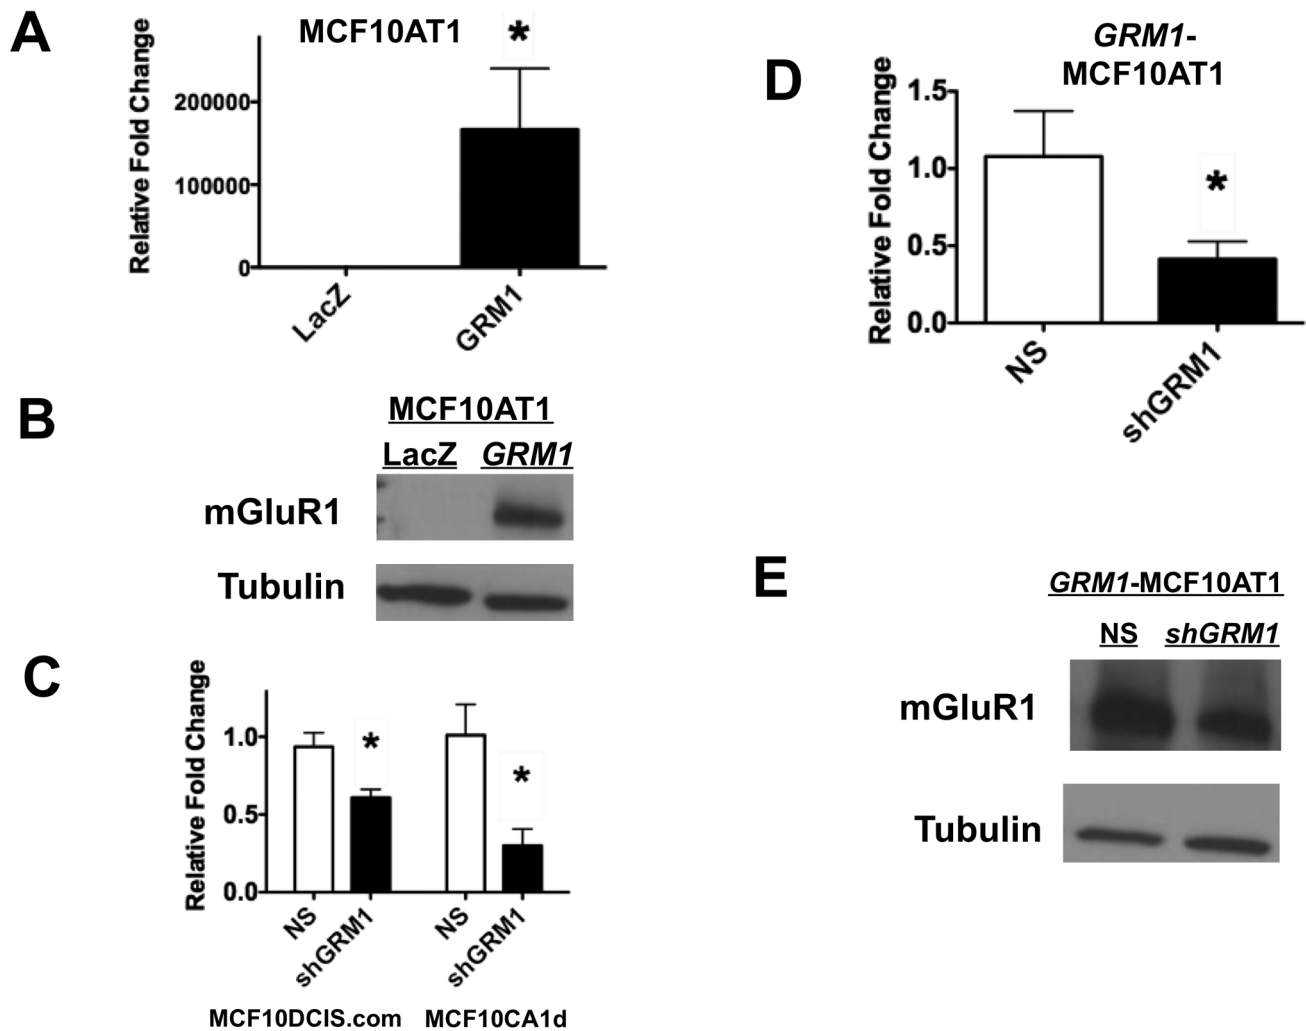 A
MCF10AT1
*
Relative Fold Change
200000
100000
0
LacZ
GRM1
B
MCF10AT1
LacZ GRM1
mGluR1
Tubulin
C
Relative Fold Change
1.0
0.5
0.0
*
*
NS
shGRM1
NS
shGRM1
MCF10DCIS.com MCF10CA1d
D
GRM1-
MCF10AT1
Relative Fold Change
1.5
1.0
0.5
0.0
*
NS
shGRM1
E
GRM1-MCF10AT1
NS shGRM1
mGluR1
Tubulin